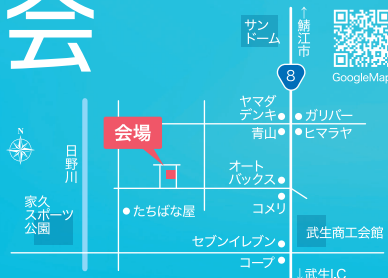 会
サン
ドーム
↑鯖江市
8
GoogleMap
ヤマダ
デンキ
ガリバー
青山
ヒマラヤ
会場
N
日野川
オート
バックス
家久
スポーツ
公園
たちばな屋
コメリ
武生商工会館
セブンイレブン
コープ
↓武生I.C